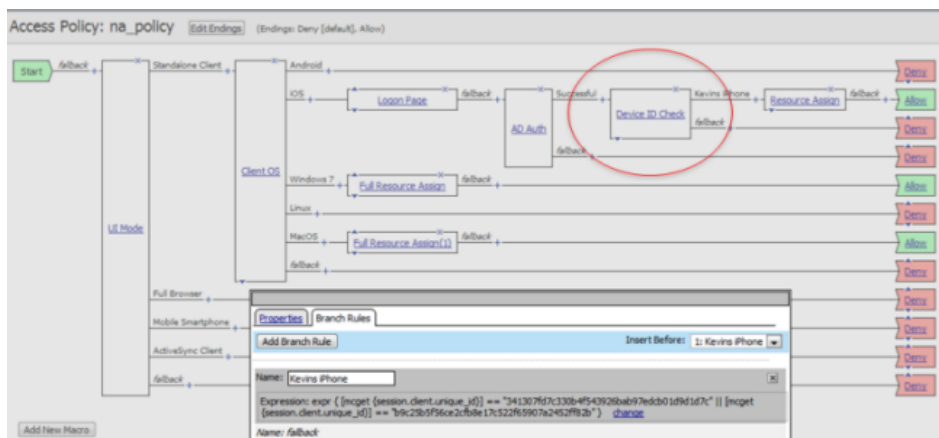 Access Policy: na_policy Edit Endings (Endings: Deny [default], Allow)
Start fallback + Standalone Client + Android Deny
iOS + Logon Page fallback + Successful + Kevins iPhone + Resource Assign fallback + Allow
Device ID Check
AD Auth fallback + Deny
fallback + Deny
Client OS
Windows 7 + Full Resource Assign fallback + Allow
Linux + Deny
UI Mode
MacOS + Full Resource Assign(1) fallback + Allow
fallback + Deny
Full Browser + Deny
Properties Branch Rules
Mobile Smartphone + Deny
Add Branch Rule Insert Before: 1: Kevins iPhone
ActiveSync Client + Deny
fallback + Deny
Name: Kevins iPhone
Expression: expr { [mcget {session.client.unique_id}] == "341307fd7c330b4f543926bab97edcb01d9d1d7c" || [mcget
{session.client.unique_id}] == "b9c25b5f56ce2cfb8e17c522f65907a2452ff82b" } change
Add New Macro
Name: fallback